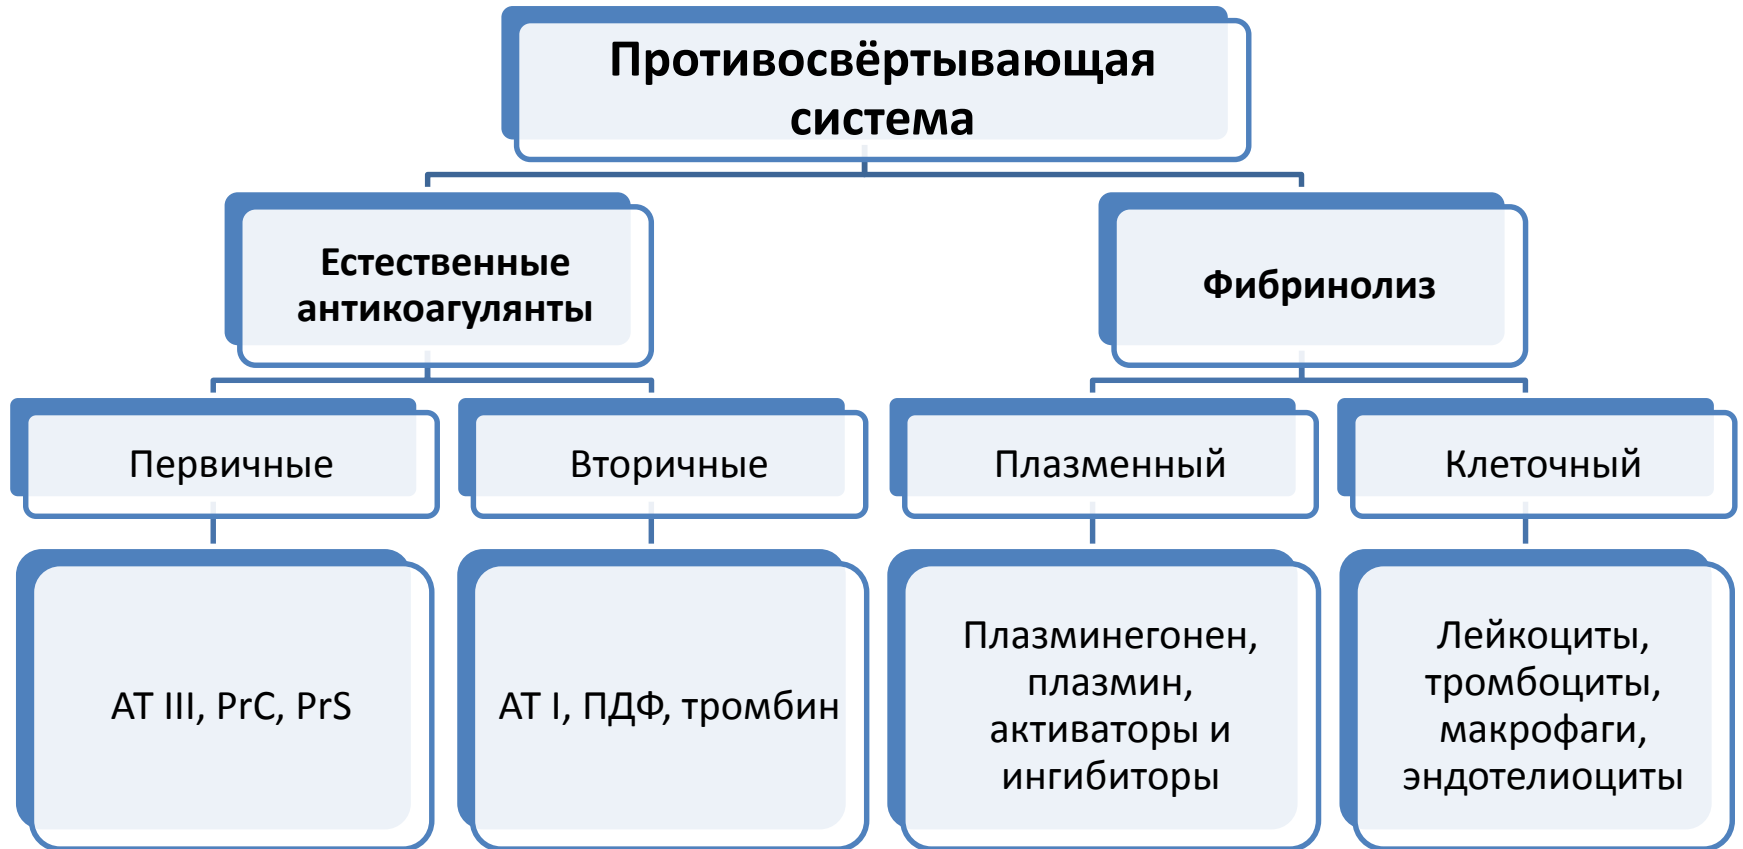 Противосвёртывающая
система
Естественные
антикоагулянты
Фибринолиз
Первичные
Вторичные
Плазменный
Клеточный
АТ III, PrC, PrS
АТ I, ПДФ, тромбин
Плазминегонен,
плазмин,
активаторы и
ингибиторы
Лейкоциты,
тромбоциты,
макрофаги,
эндотелиоциты